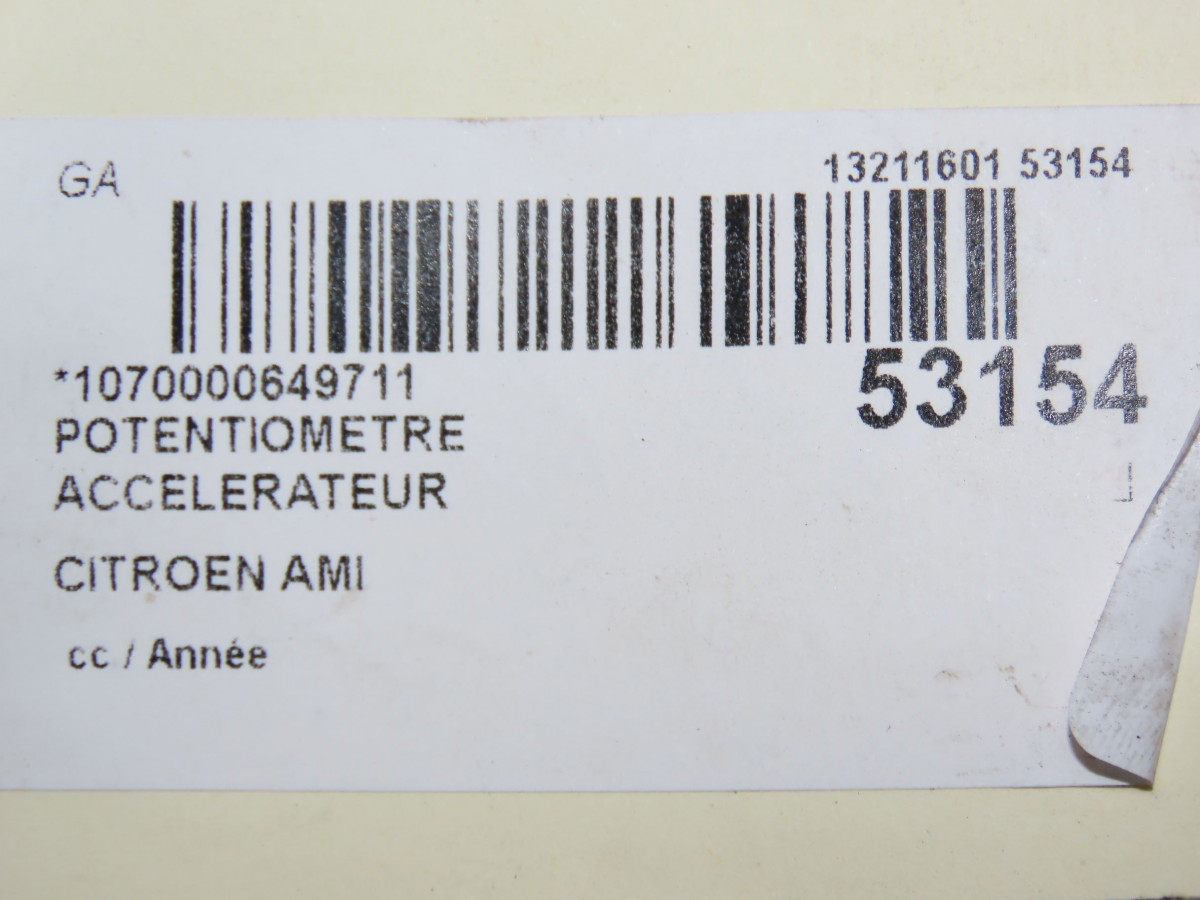 GA
13211601 53154
*1070000649711
53154
POTENTIOMETRE
ACCELERATEUR
CITROEN AMI
cc / Année